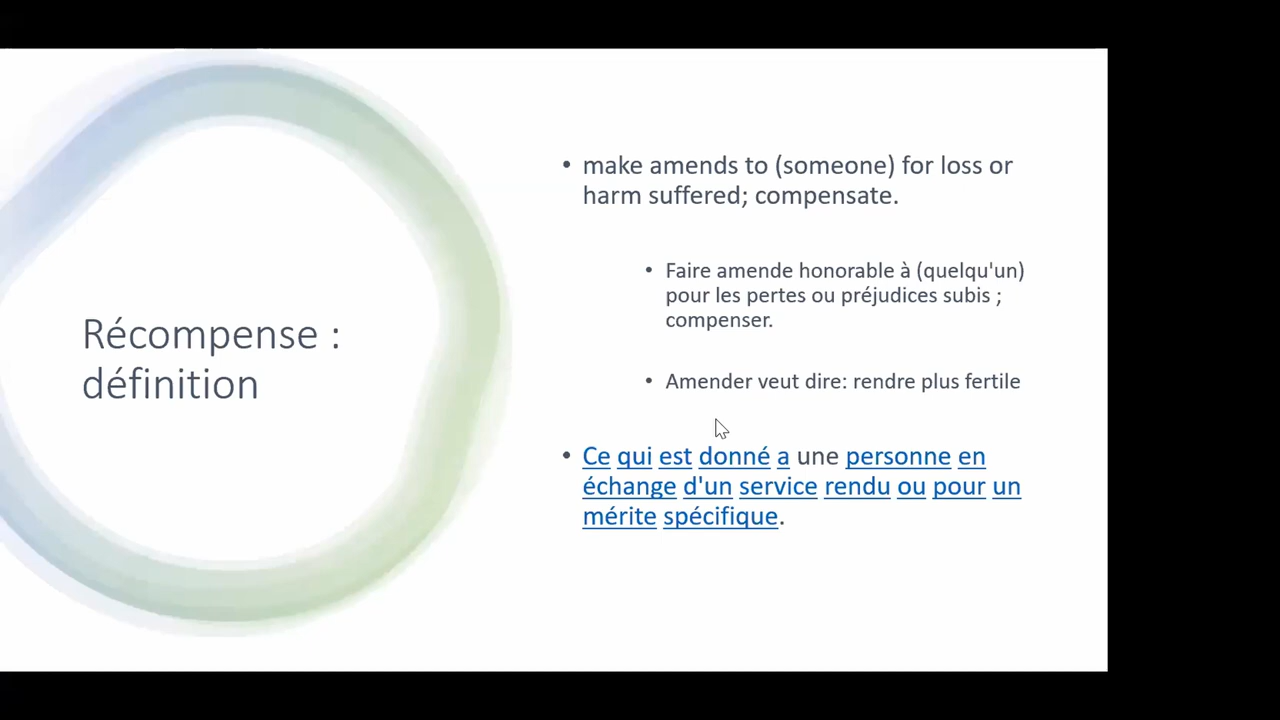 Récompense :
définition
• make amends to (someone) for loss or
harm suffered; compensate.
• Faire amende honorable à (quelqu'un)
pour les pertes ou préjudices subis ;
compenser.
• Amender veut dire: rendre plus fertile
• Ce qui est donné a une personne en
échange d'un service rendu ou pour un
mérite spécifique.